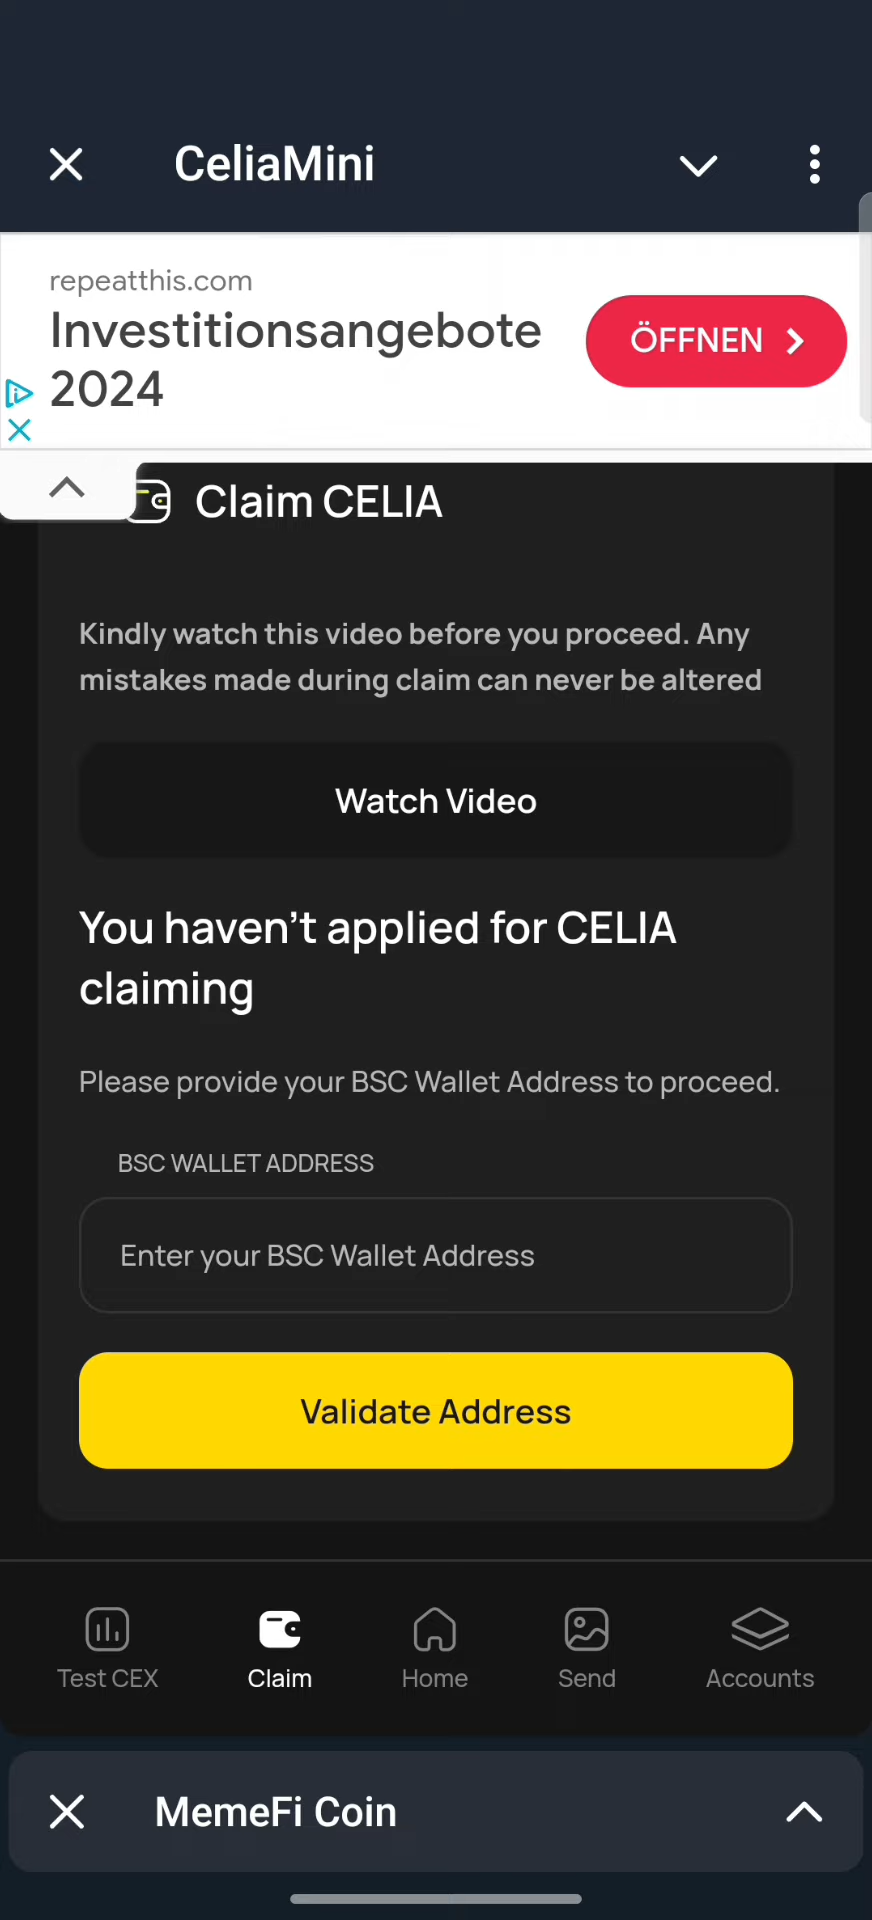 CeliaMini
repeatthis.com
Investitionsangebote
2024
ÖFFNEN
Claim CELIA
Kindly watch this video before you proceed. Any
mistakes made during claim can never be altered
Watch Video
You haven't applied for CELIA
claiming
Please provide your BSC Wallet Address to proceed.
BSC WALLET ADDRESS
Enter your BSC Wallet Address
Validate Address
Test CEX
Claim
Home
Send
Accounts
MemeFi Coin